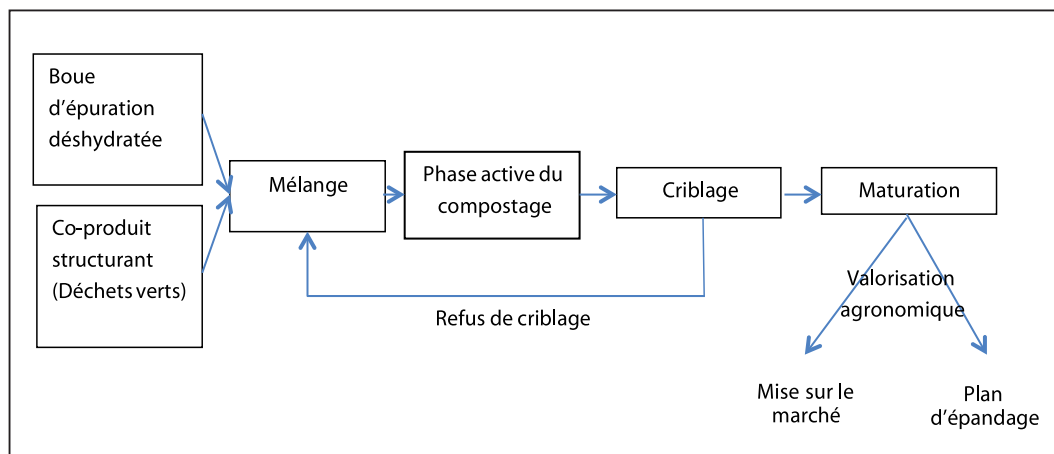 Boue
d'épuration
déshydratée
Co-produit
structurant
(Déchets verts)
Mélange
Phase active du
compostage
Criblage
Maturation
Refus de criblage
Valorisation
agronomique
Mise sur le
marché
Plan
d'épandage